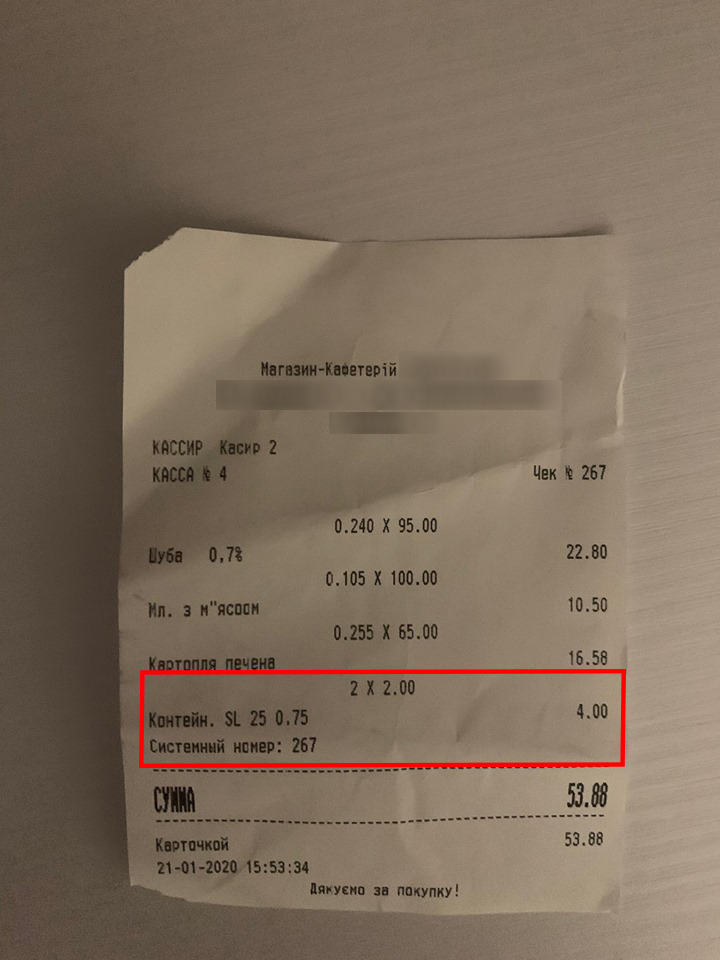 Магазин-Кафетерій
КАССИР Касир 2
КАССА № 4 Чек № 267
0.240 X 95.00
Шуба 0,7% 22.80
0.105 X 100.00
Мл. з м"ясом 10.50
0.255 X 65.00
Картопля печена 16.58
2 X 2.00
Контейн. SL 25 0.75 4.00
Системный номер: 267
СУММА 53.88
Карточкой 53.88
21-01-2020 15:53:34
Дякуємо за покупку!